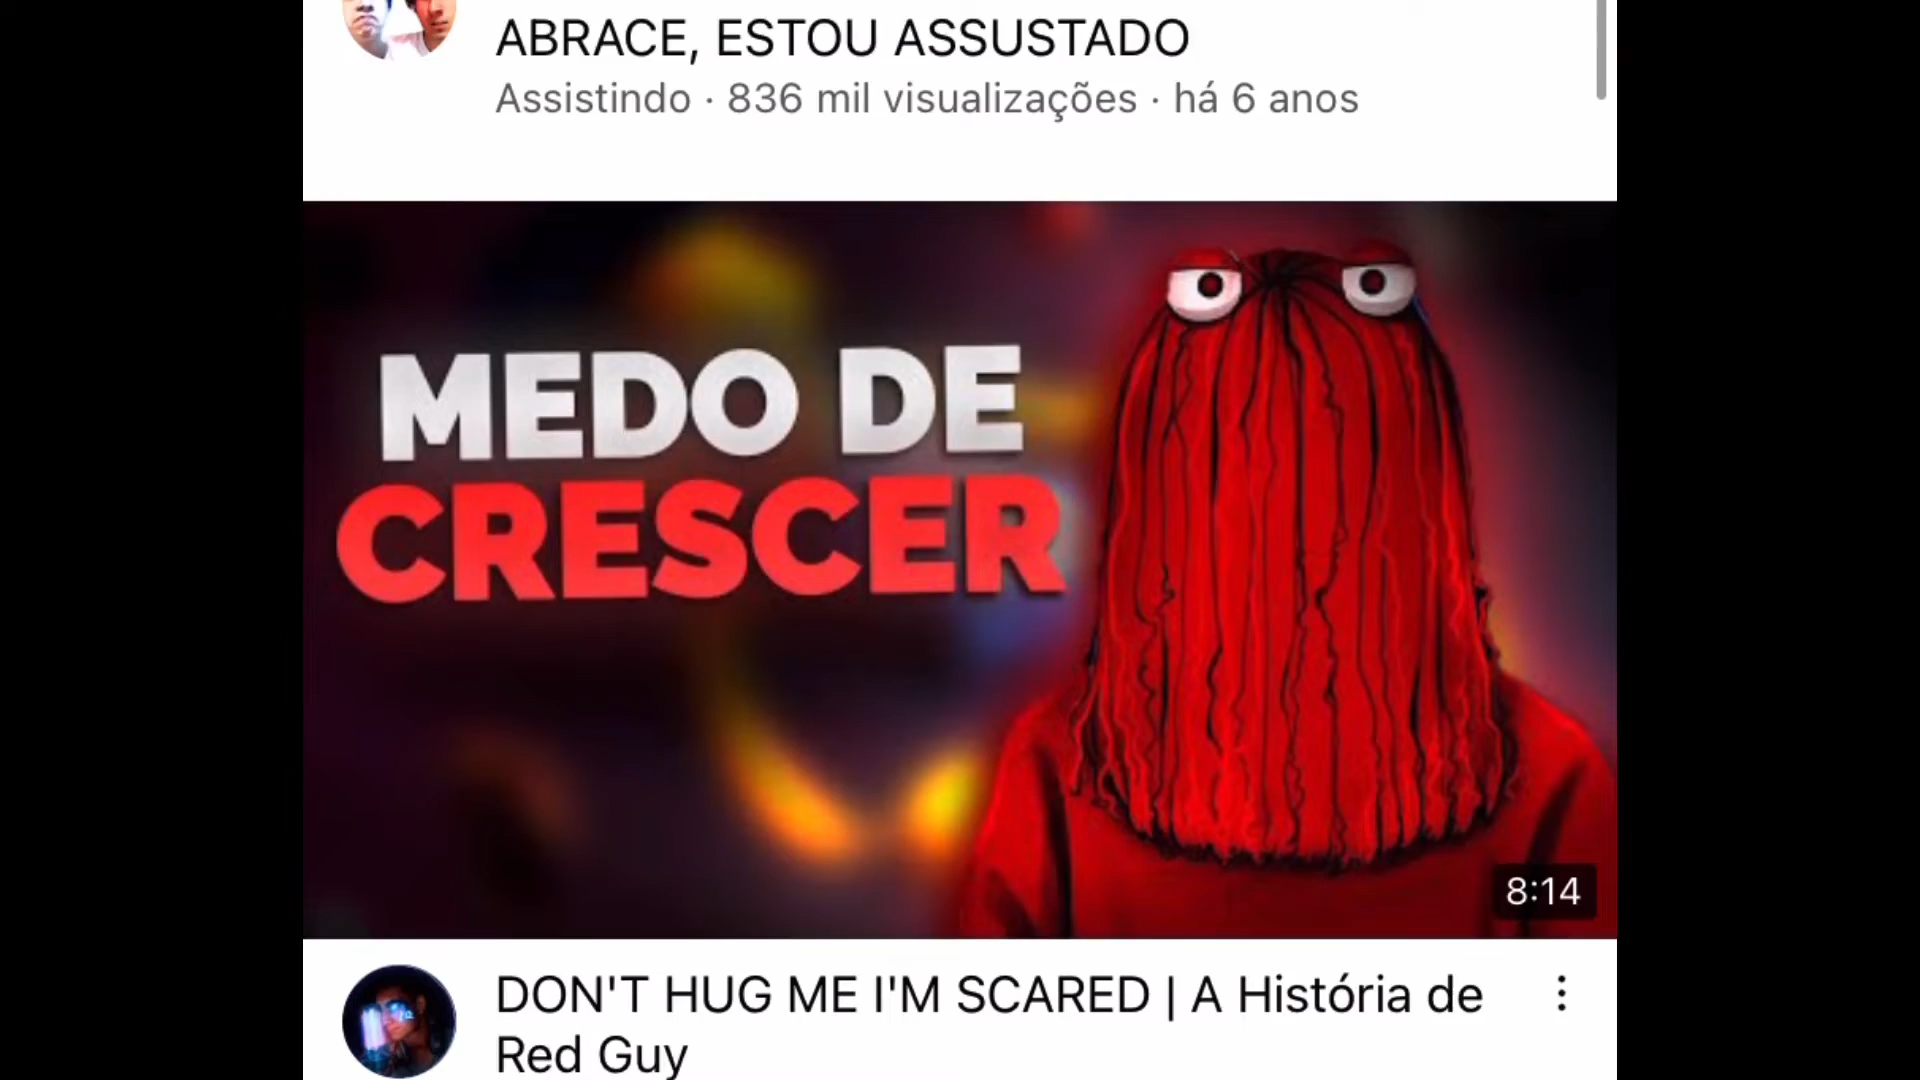 ABRACE, ESTOU ASSUSTADO
Assistindo · 836 mil visualizações · há 6 anos
MEDO DE
CRESCER
8:14
DON'T HUG ME I'M SCARED | A História de
Red Guy